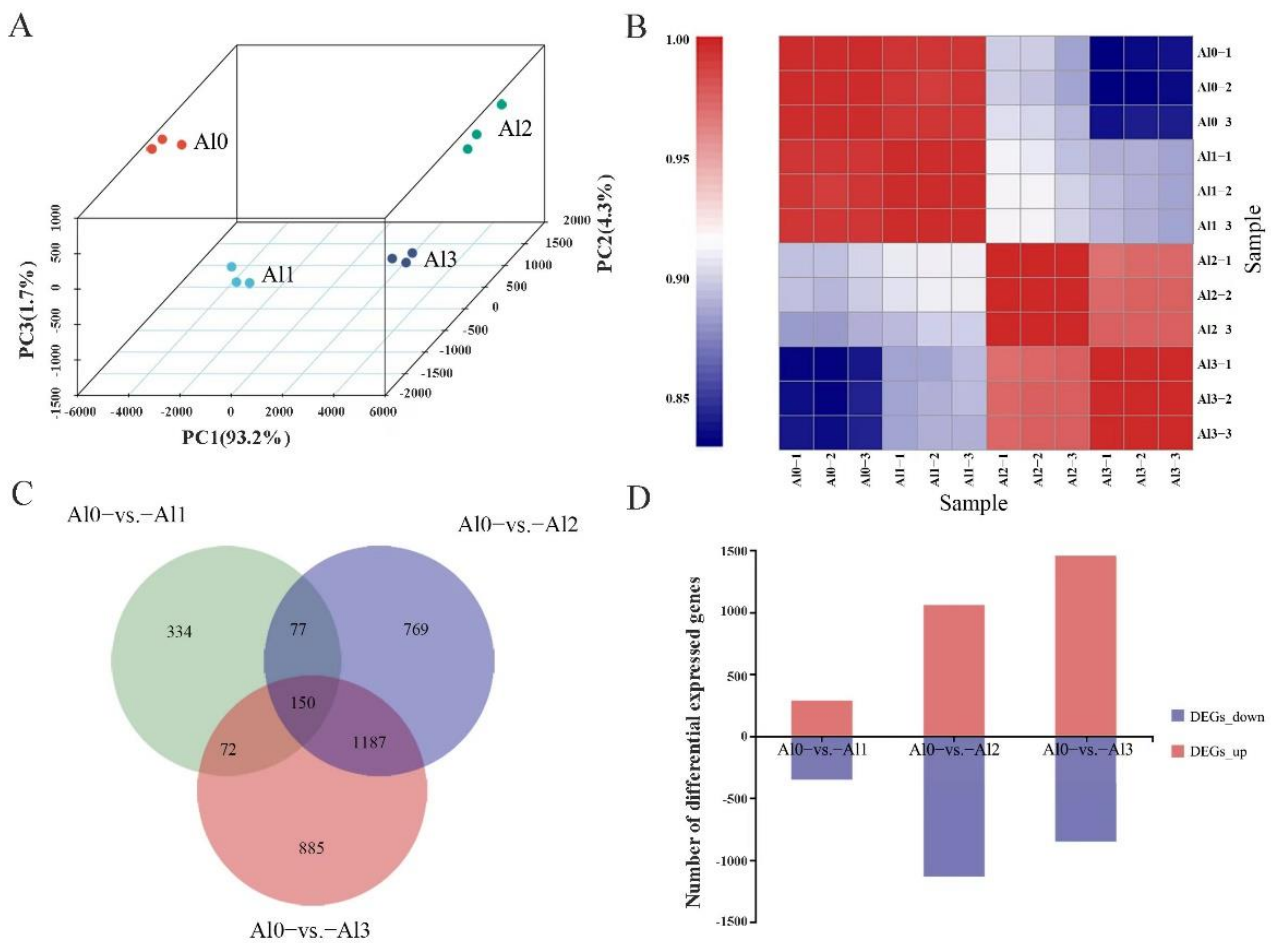 A
Al0
Al2
Al1
Al3
1000
500
0
-500
-1000
-1500
PC3(1.7%)
-6000 -4000 -2000 0 2000 4000 6000
PC1(93.2%)
2000
1500
1000
500
0
-500
-1000
-1500
-2000
PC2(4.3%)
B
1.00
0.95
0.90
0.85
Al0-1
Al0-2
Al0-3
Al1-1
Al1-2
Al1-3
Al2-1
Al2-2
Al2-3
Al3-1
Al3-2
Al3-3
Sample
Al0-1 Al0-2 Al0-3 Al1-1 Al1-2 Al1-3 Al2-1 Al2-2 Al2-3 Al3-1 Al3-2 Al3-3
Sample
C
Al0-vs.-Al1
Al0-vs.-Al2
334
77
769
150
72
1187
885
Al0-vs.-Al3
D
Number of differential expressed genes
1500
1000
500
0
-500
-1000
-1500
Al0-vs.-Al1 Al0-vs.-Al2 Al0-vs.-Al3
DEGs_down
DEGs_up